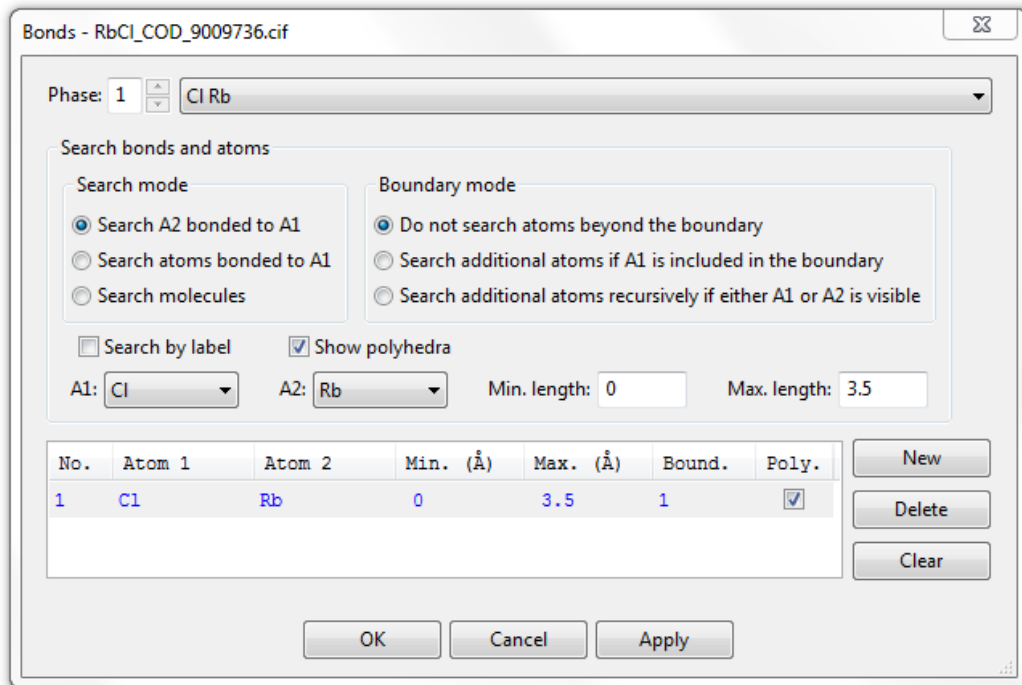 Bonds - RbCl_COD_9009736.cif
Phase: 1 Cl Rb
Search bonds and atoms
Search mode
Boundary mode
Search A2 bonded to A1
Do not search atoms beyond the boundary
Search atoms bonded to A1
Search additional atoms if A1 is included in the boundary
Search molecules
Search additional atoms recursively if either A1 or A2 is visible
Search by label
Show polyhedra
A1: Cl A2: Rb Min. length: 0 Max. length: 3.5
No. Atom 1 Atom 2 Min. (Å) Max. (Å) Bound. Poly.
1 Cl Rb 0 3.5 1
New
Delete
Clear
OK Cancel Apply